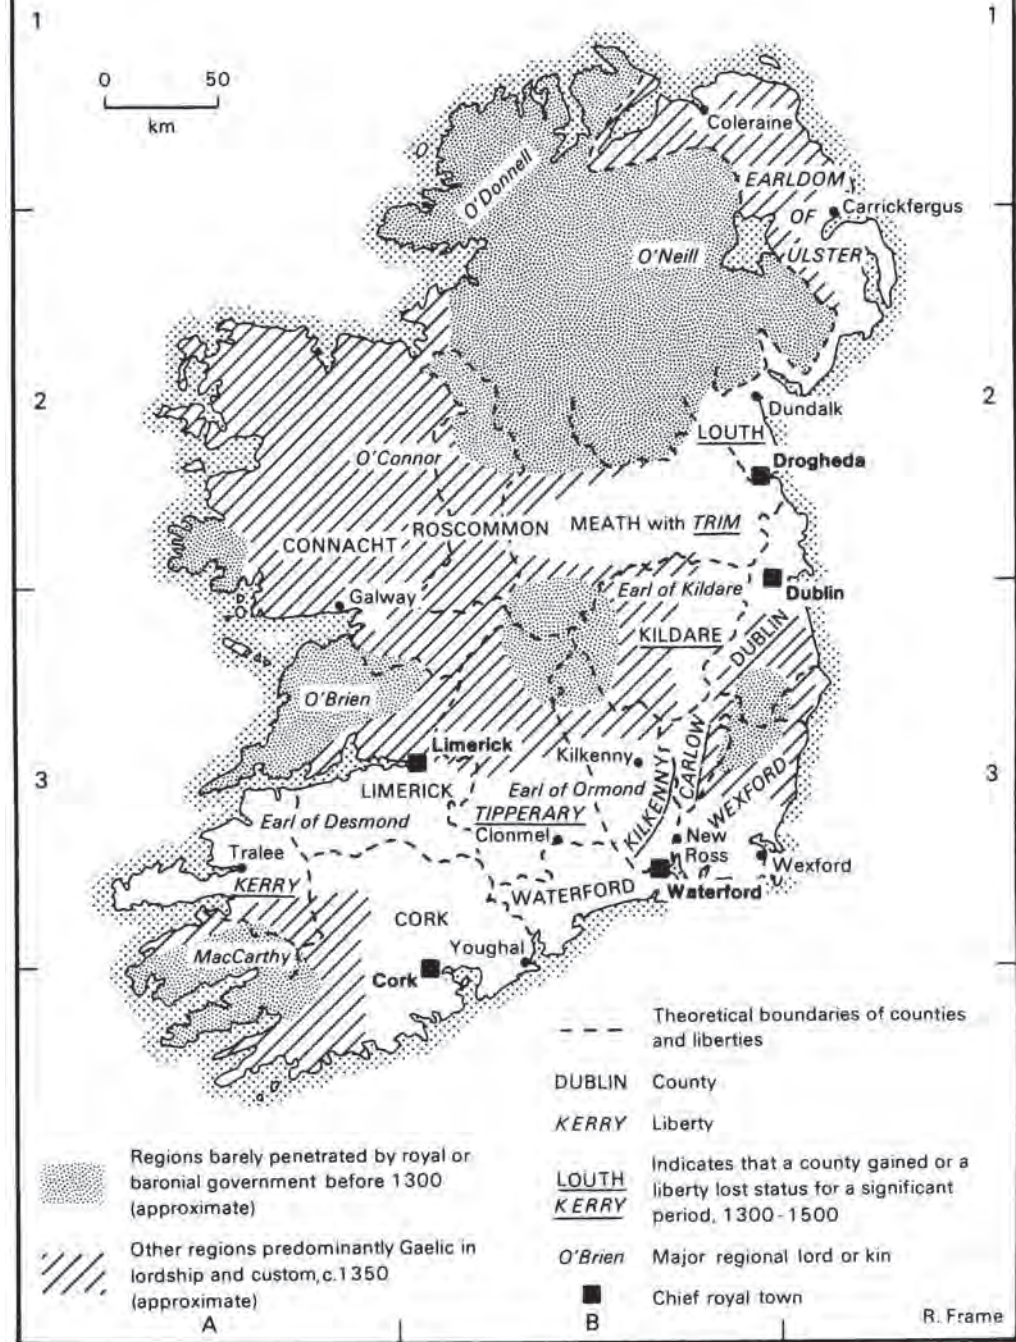 1
1
0 50
km
Coleraine
O'Donnell
EARLDOM
OF
ULSTER
Carrickfergus
O'Neill
2
2
Dundalk
LOUTH
O'Connor
Drogheda
ROSCOMMON
MEATH with TRIM
CONNACHT
Earl of Kildare
Dublin
Galway
KILDARE
DUBLIN
O'Brien
Limerick
Kilkenny
CARLOW
3
3
LIMERICK
Earl of Ormond
KILKENNY
WEXFORD
Earl of Desmond
TIPPERARY
Clonmel
New
Ross
Tralee
Wexford
KERRY
WATERFORD
Waterford
CORK
MacCarthy
Youghal
Cork
Theoretical boundaries of counties
and liberties
DUBLIN County
KERRY Liberty
LOUTH
KERRY
Indicates that a county gained or a
liberty lost status for a significant
period, 1300-1500
O'Brien Major regional lord or kin
Chief royal town
Regions barely penetrated by royal or
baronial government before 1300
(approximate)
Other regions predominantly Gaelic in
lordship and custom, c.1350
(approximate)
R. Frame
A
B